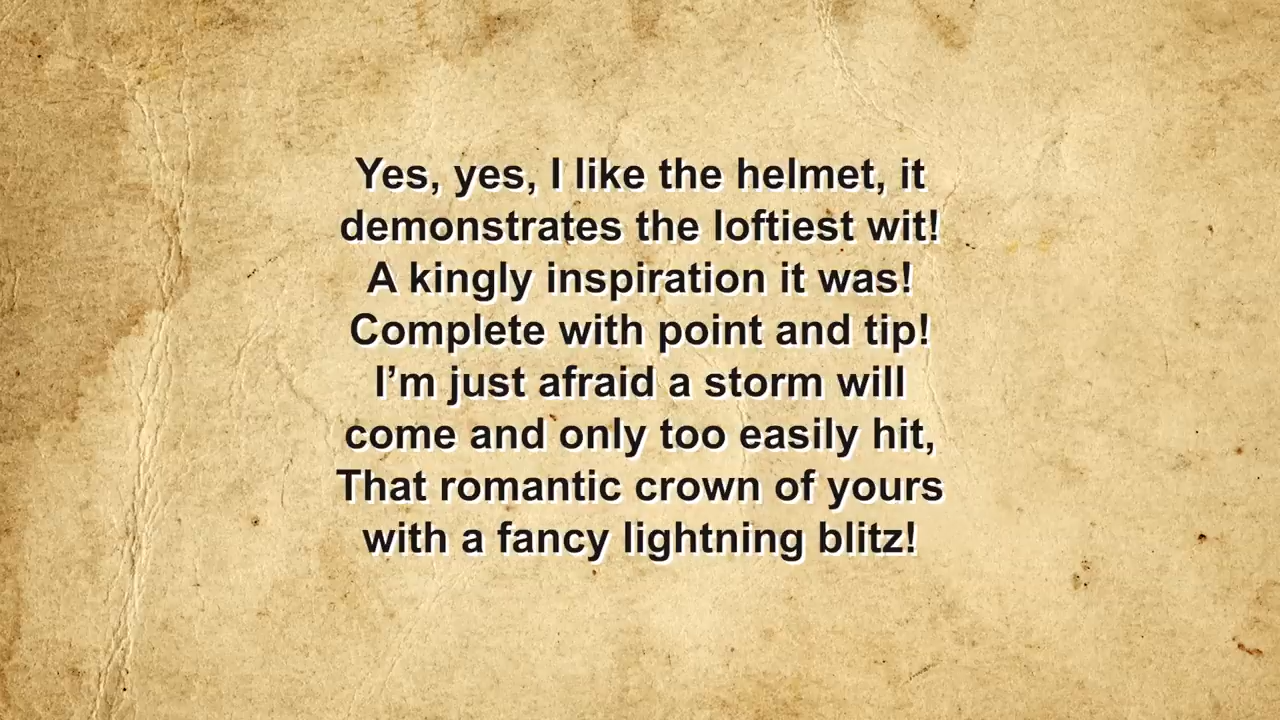 Yes, yes, I like the helmet, it
demonstrates the loftiest wit!
A kingly inspiration it was!
Complete with point and tip!
I’m just afraid a storm will
come and only too easily hit,
That romantic crown of yours
with a fancy lightning blitz!